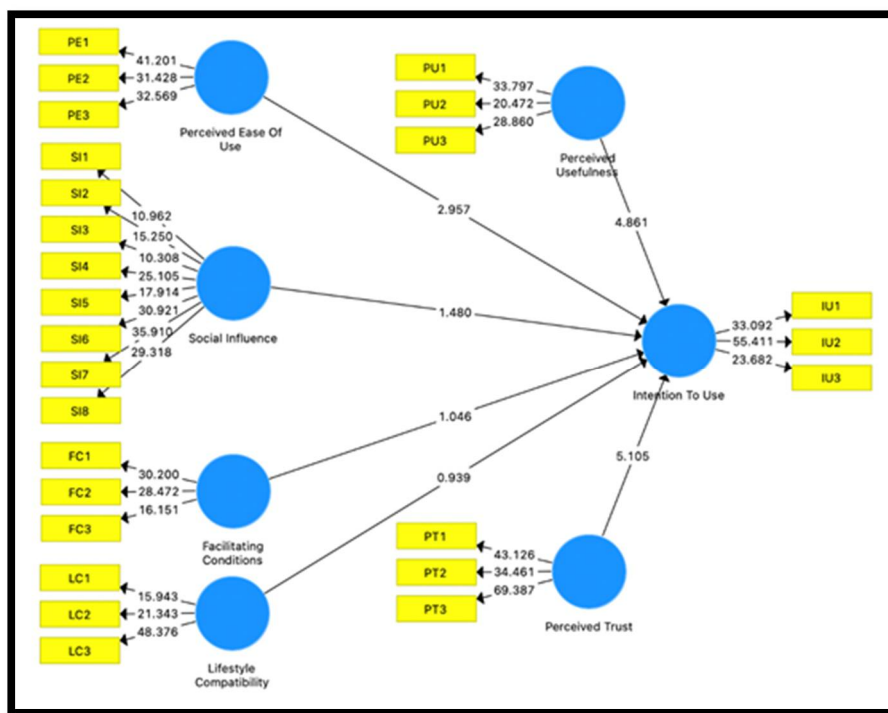 PE1
PE2
PE3
41.201
31.428
32.569
Perceived Ease Of
Use
SI1
SI2
SI3
SI4
SI5
SI6
SI7
SI8
10.962
15.250
10.308
25.105
17.914
30.921
35.910
29.318
Social Influence
FC1
FC2
FC3
30.200
28.472
16.151
Facilitating
Conditions
LC1
LC2
LC3
15.943
21.343
48.376
Lifestyle
Compatibility
PU1
PU2
PU3
33.797
20.472
28.860
Perceived
Usefulness
2.957
4.861
1.480
1.046
0.939
5.105
PT1
PT2
PT3
43.126
34.461
69.387
Perceived Trust
Intention To Use
33.092
55.411
23.682
IU1
IU2
IU3